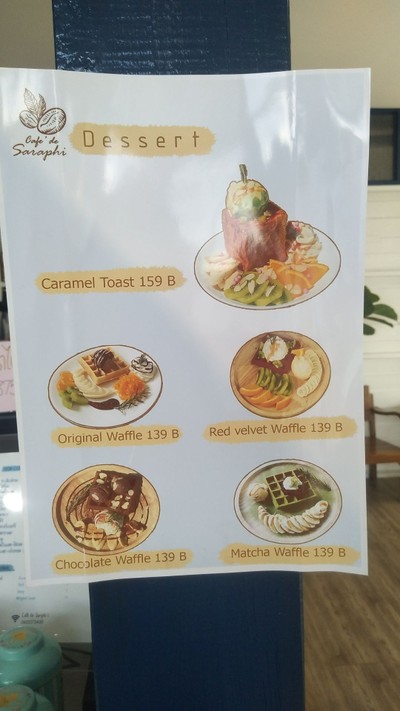 Cafe' de
Saraphi
Dessert
Caramel Toast 159 B
Original Waffle 139 B
Red velvet Waffle 139 B
Chocolate Waffle 139 B
Matcha Waffle 139 B